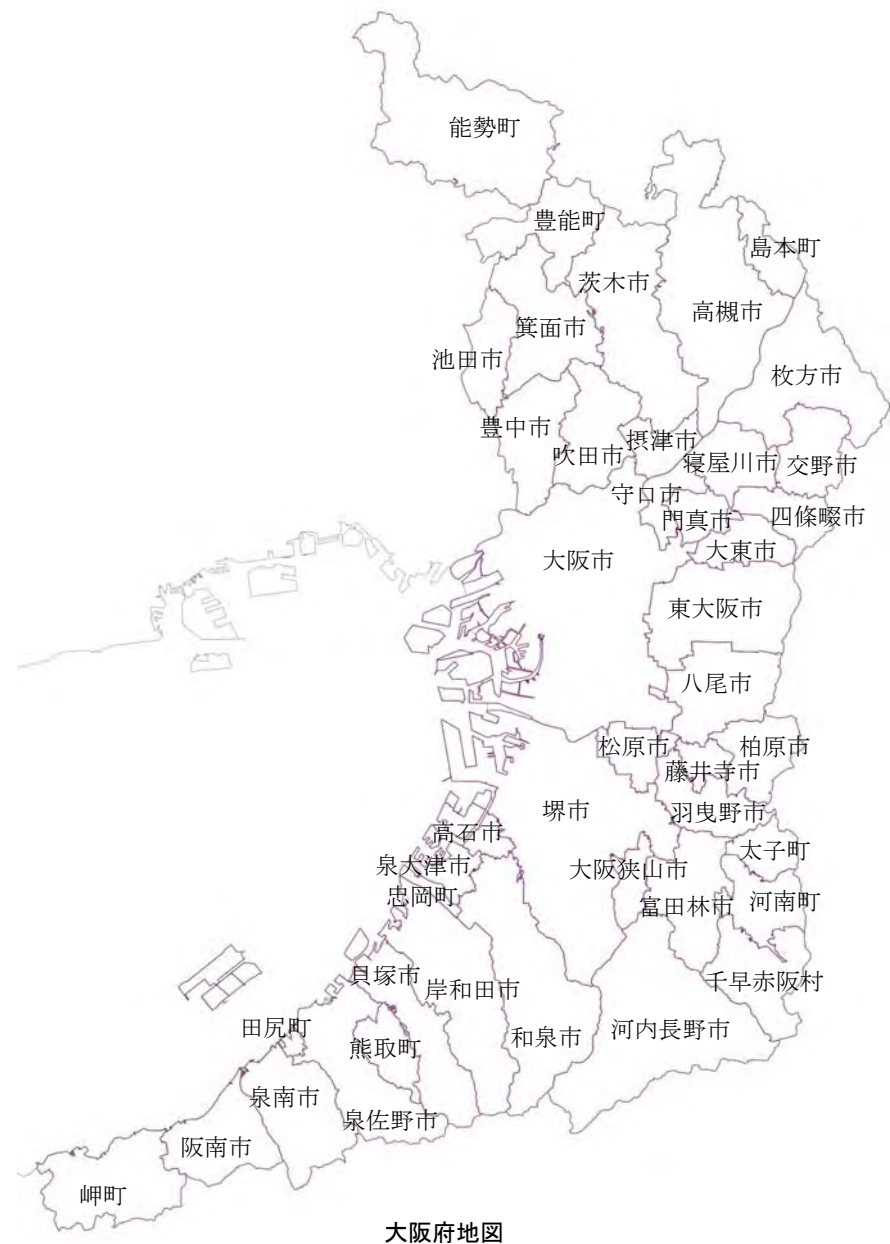 能勢町
豊能町
島本町
茨木市
高槻市
箕面市
池田市
枚方市
豊中市
摂津市
吹田市
寝屋川市
交野市
守口市
門真市
四條畷市
大阪市
大東市
東大阪市
八尾市
松原市
柏原市
藤井寺市
堺市
羽曳野市
高石市
太子町
泉大津市
大阪狭山市
忠岡町
富田林市
河南町
貝塚市
岸和田市
千早赤阪村
田尻町
和泉市
河内長野市
熊取町
泉南市
泉佐野市
阪南市
岬町
大阪府地図